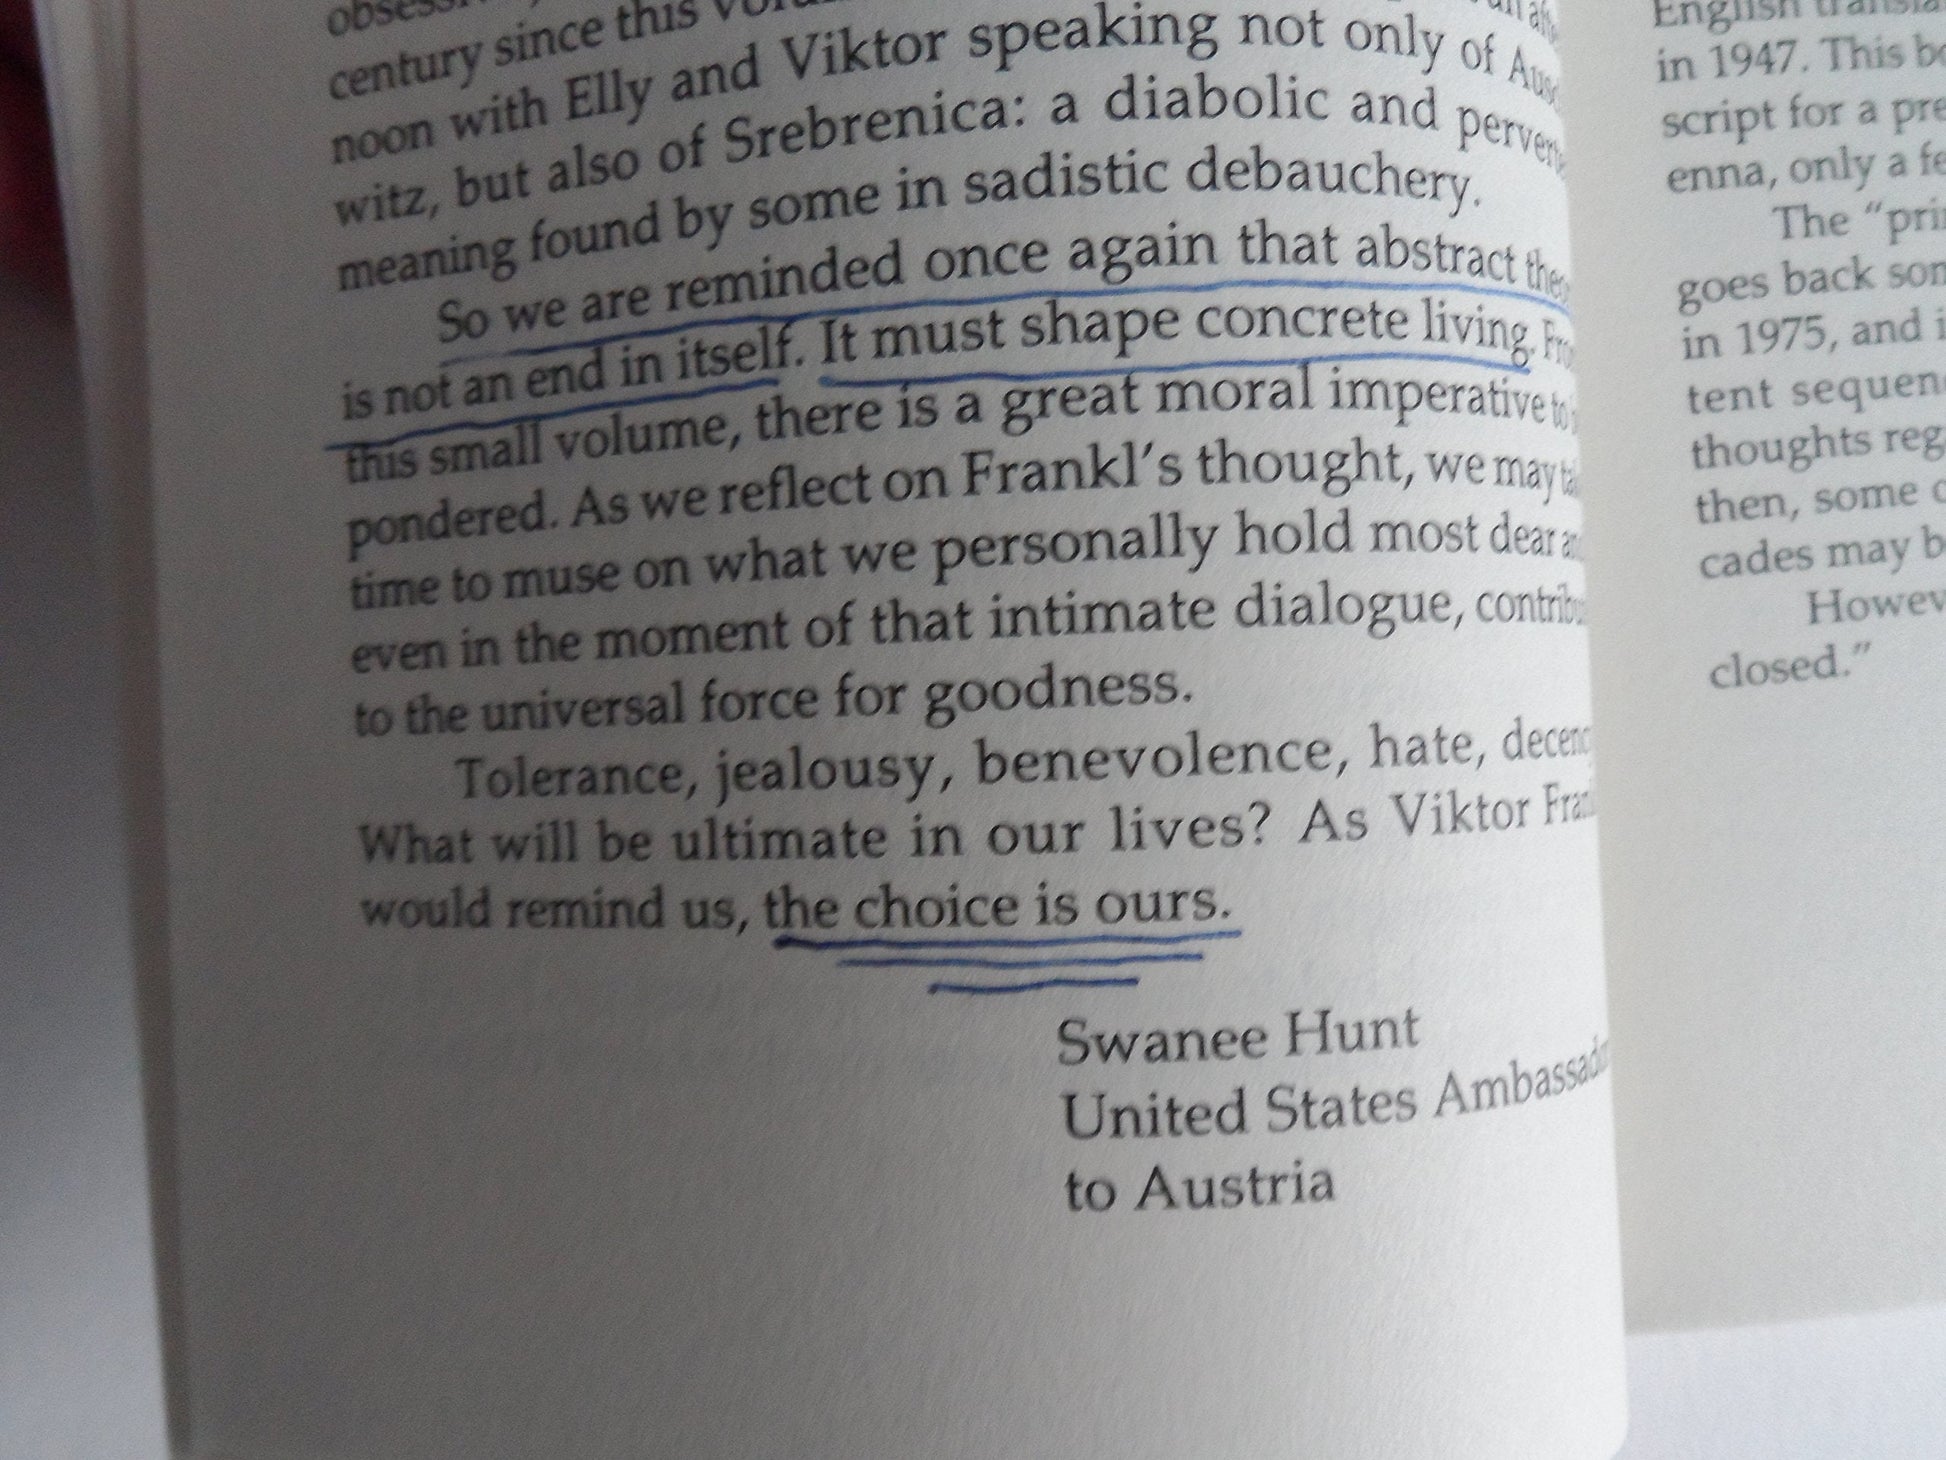 century since this
noon with Elly and Viktor speaking not only of
witz, but also of Srebrenica: a diabolic and
meaning found by some in sadistic debauchery.
So we are reminded once again that abstract
is not an end in itself. It must shape concrete living.
this small volume, there is a great moral imperative to
pondered. As we reflect on Frankl's thought, we may
time to muse on what we personally hold most dear
even in the moment of that intimate dialogue,
to the universal force for goodness.
Tolerance, jealousy, benevolence, hate,
What will be ultimate in our lives? As Viktor
would remind us, the choice is ours.
Swanee Hunt
United States Ambassador
to Austria
English
in 1947. This
script for a
enna, only a
The
goes back
in 1975, and
tent
thoughts
then, some
cades may
closed."